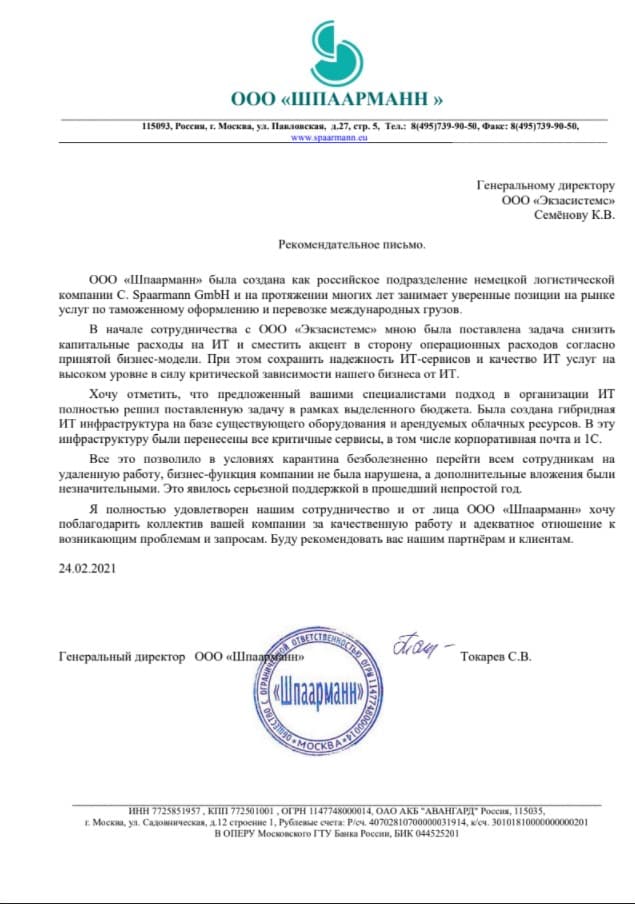 ООО «ШПААРМАНН »
115093, Россия, г. Москва, ул. Павловская, д.27, стр. 5, Тел.: 8(495)739-90-50, Факс: 8(495)739-90-50,
www.spaarmann.eu
Генеральному директору
ООО «Экзасистемс»
Семёнову К.В.
Рекомендательное письмо.
ООО «Шпаарманн» была создана как российское подразделение немецкой логистической
компании C. Spaarmann GmbH и на протяжении многих лет занимает уверенные позиции на рынке
услуг по таможенному оформлению и перевозке международных грузов.
В начале сотрудничества с ООО «Экзасистемс» мною была поставлена задача снизить
капитальные расходы на ИТ и сместить акцент в сторону операционных расходов согласно
принятой бизнес-модели. При этом сохранить надежность ИТ-сервисов и качество ИТ услуг на
высоком уровне в силу критической зависимости нашего бизнеса от ИТ.
Хочу отметить, что предложенный вашими специалистами подход в организации ИТ
полностью решил поставленную задачу в рамках выделенного бюджета. Была создана гибридная
ИТ инфраструктура на базе существующего оборудования и арендуемых облачных ресурсов. В эту
инфраструктуру были перенесены все критичные сервисы, в том числе корпоративная почта и 1С.
Все это позволило в условиях карантина безболезненно перейти всем сотрудникам на
удаленную работу, бизнес-функция компании не была нарушена, а дополнительные вложения были
незначительными. Это явилось серьезной поддержкой в прошедший непростой год.
Я полностью удовлетворен нашим сотрудничество и от лица ООО «Шпаарманн» хочу
поблагодарить коллектив вашей компании за качественную работу и адекватное отношение к
возникающим проблемам и запросам. Буду рекомендовать вас нашим партнёрам и клиентам.
24.02.2021
Генеральный директор ООО «Шпаарманн»
Токарев С.В.
ОБЩЕСТВО С ОГРАНИЧЕННОЙ ОТВЕТСТВЕННОСТЬЮ ОГРН 1147748000014
«Шпаарманн»
МОСКВА
ИНН 7725851957 , КПП 772501001 , ОГРН 1147748000014, ОАО АКБ "АВАНГАРД" Россия, 115035,
г. Москва, ул. Садовническая, д.12 строение 1, Рублевые счета: Р/сч. 40702810700000031914, к/сч. 30101810000000000201
В ОПЕРУ Московского ГТУ Банка России, БИК 044525201